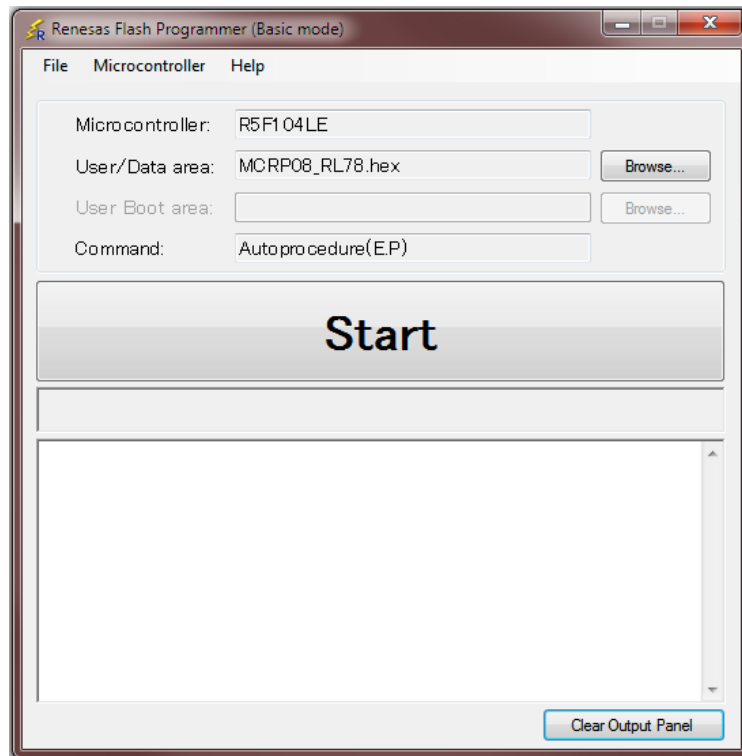 Renesas Flash Programmer (Basic mode)
File Microcontroller Help
Microcontroller: R5F104LE
User/Data area: MCRP08_RL78.hex Browse...
User Boot area: Browse...
Command: Autoprocedure(E.P)
Start
Clear Output Panel